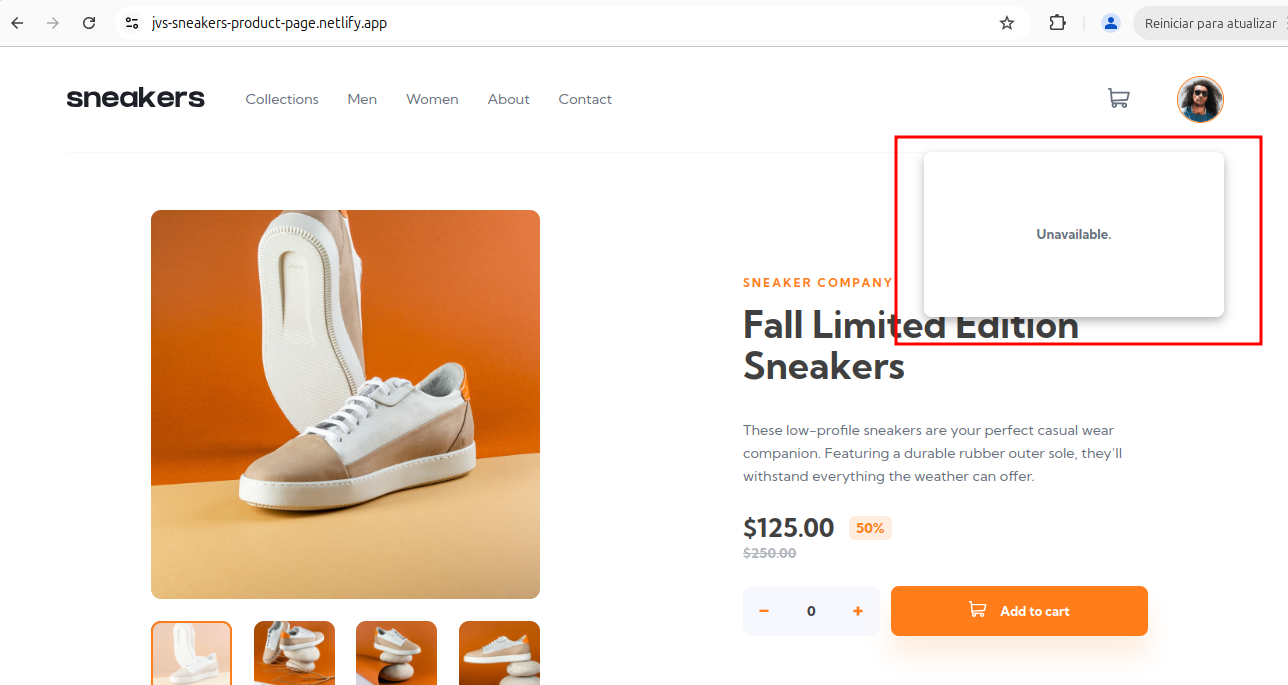 jvs-sneakers-product-page.netlify.app
Reiniciar para atualizar
sneakers
Collections
Men
Women
About
Contact
Unavailable.
SNEAKER COMPANY
Fall Limited Edition
Sneakers
These low-profile sneakers are your perfect casual wear
companion. Featuring a durable rubber outer sole, they’ll
withstand everything the weather can offer.
$125.00
50%
$250.00
− 0 +
Add to cart